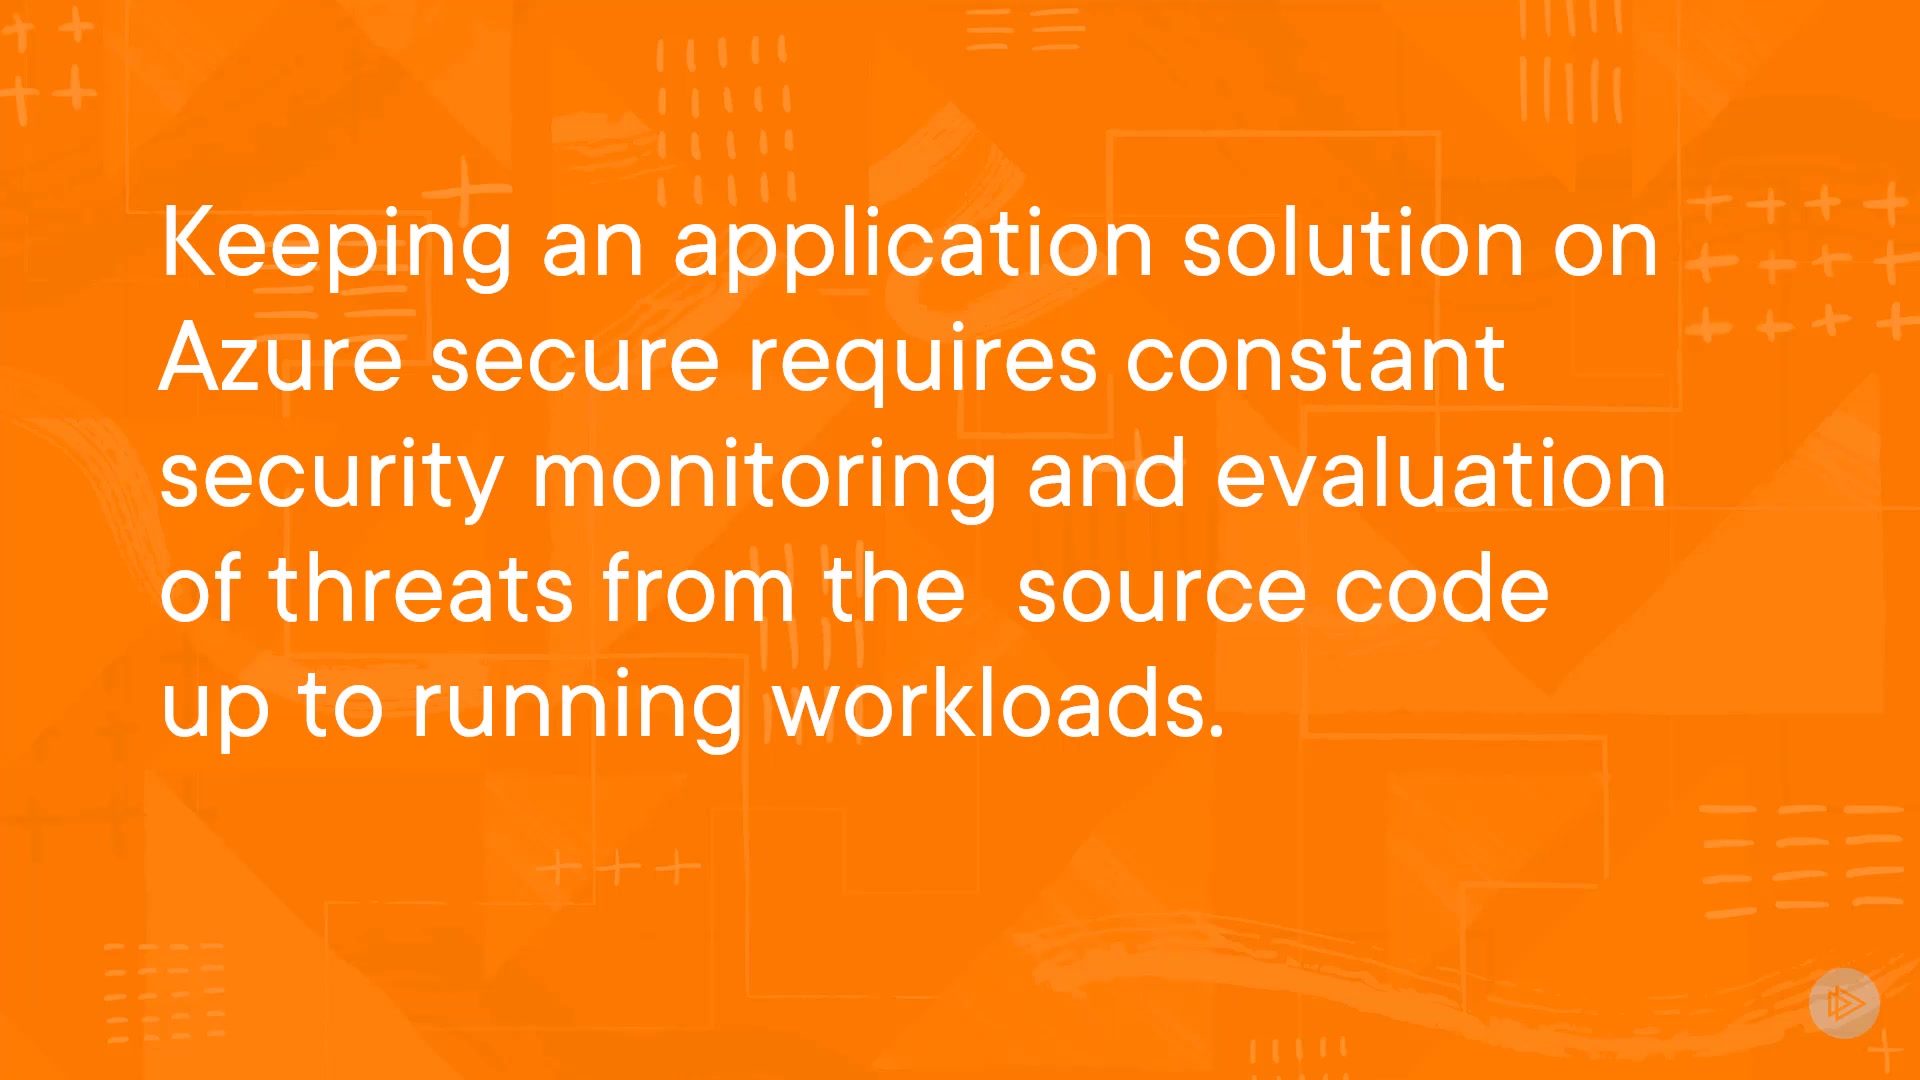 Keeping an application solution on
Azure secure requires constant
security monitoring and evaluation
of threats from the  source code
up to running workloads.